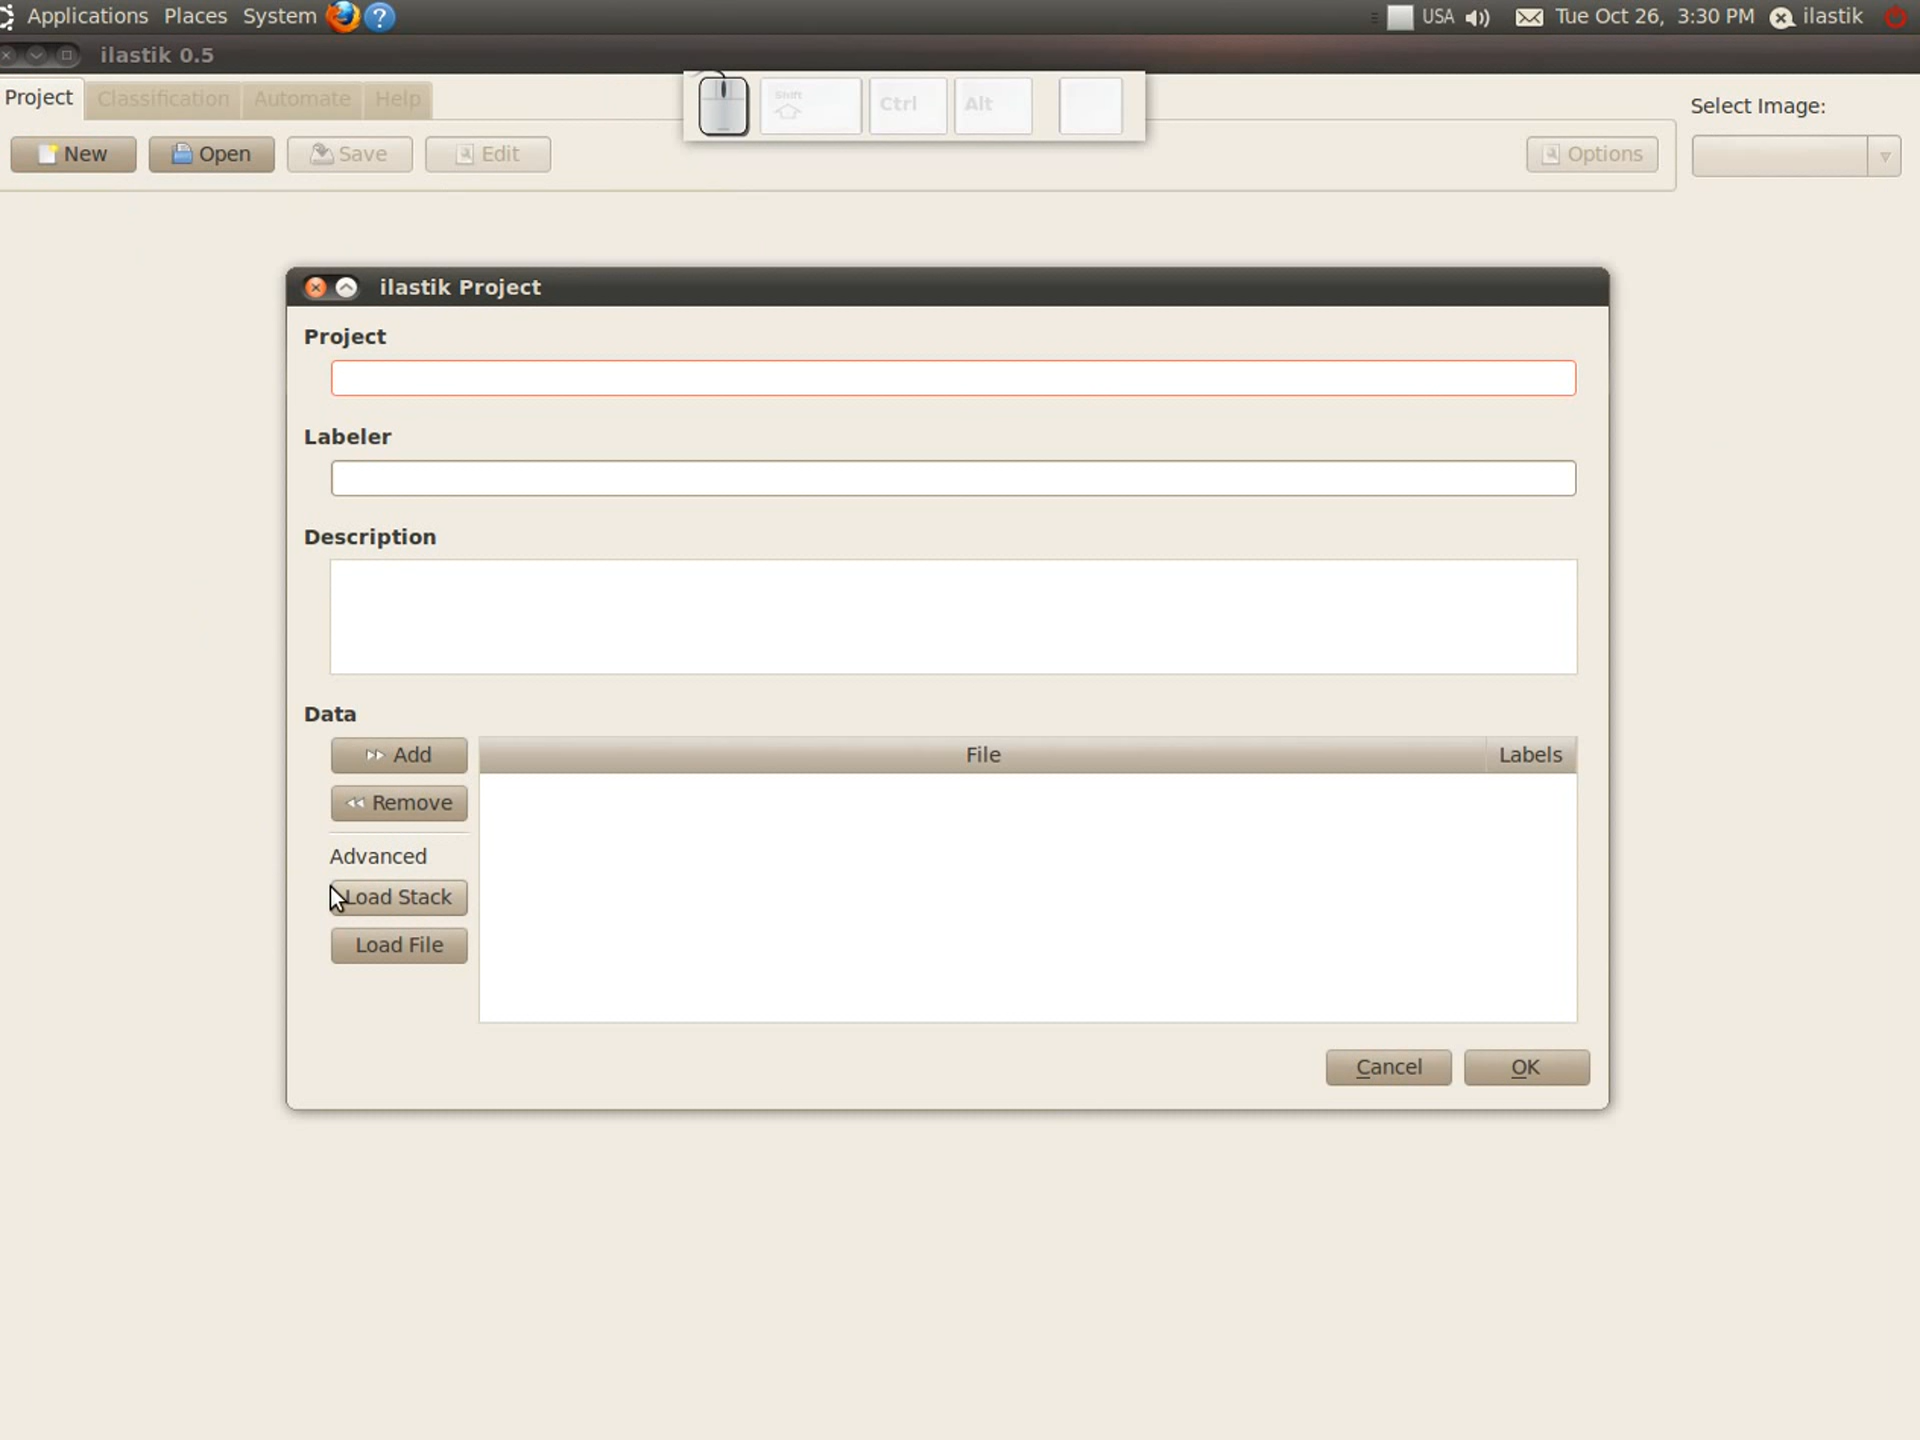 Applications Places System ? USA Tue Oct 26, 3:30 PM ilastik
ilastik 0.5
Project Classification Automate Help
Shift Ctrl Alt
Select Image:
New Open Save Edit Options
ilastik Project
Project
Labeler
Description
Data
Add File Labels
Remove
Advanced
Load Stack
Load File
Cancel OK